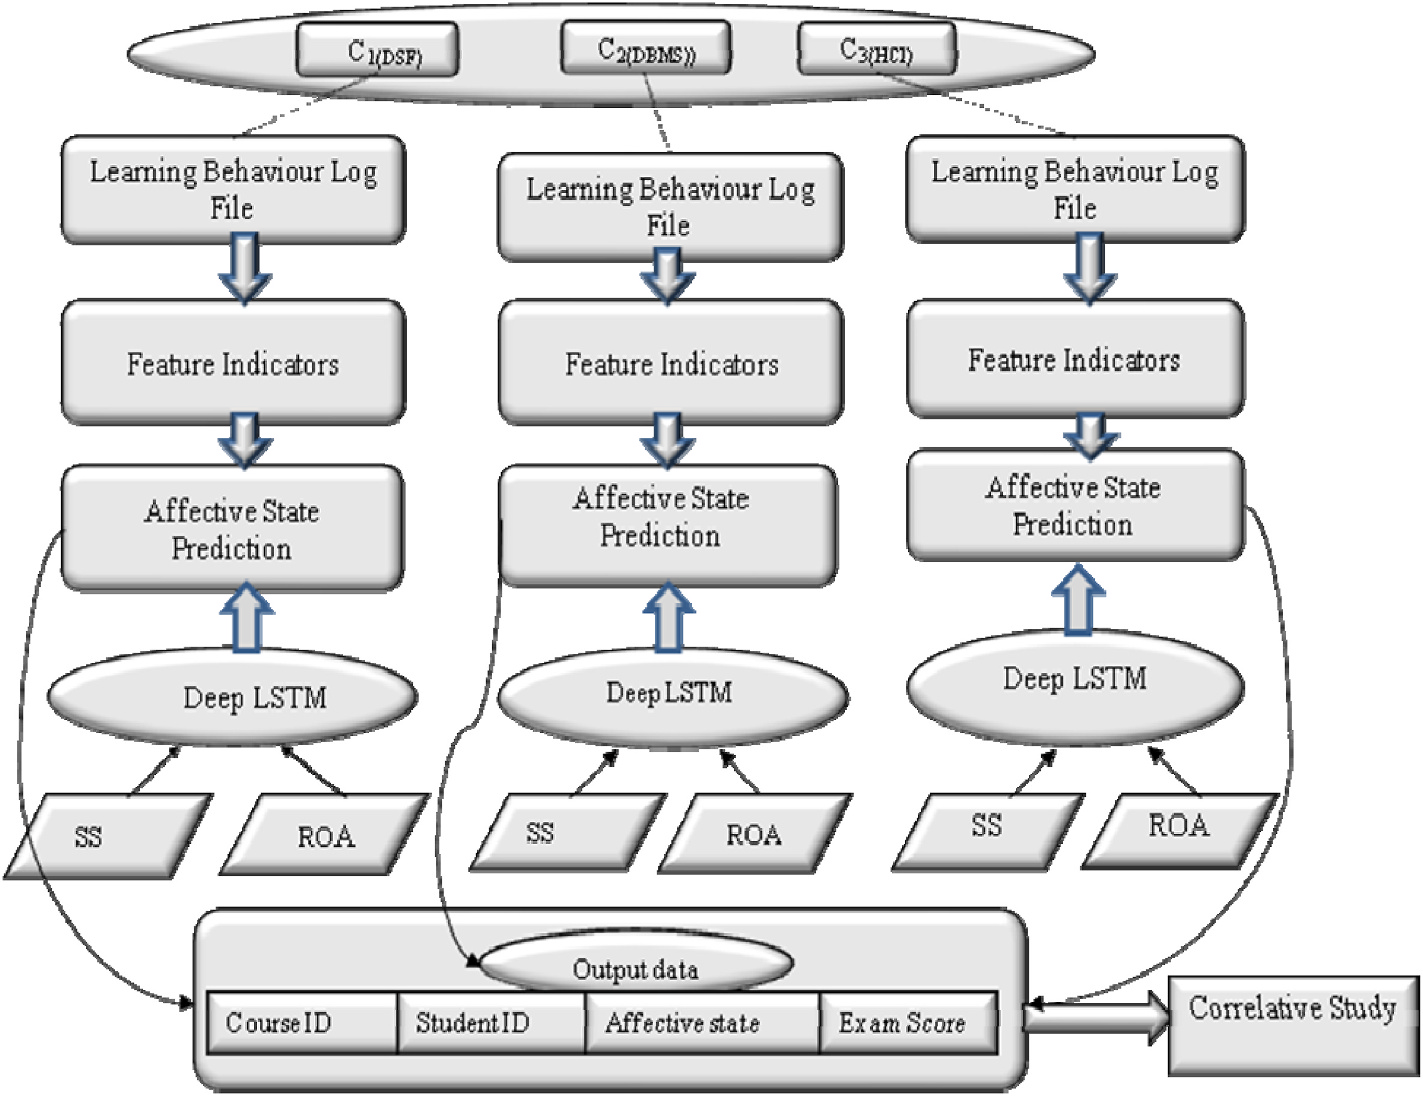 C1(DSF) C2(DBMS)) C3(HCI)
Learning Behaviour Log
File
Learning Behaviour Log
File
Learning Behaviour Log
File
Feature Indicators
Feature Indicators
Feature Indicators
Affective State
Prediction
Affective State
Prediction
Affective State
Prediction
Deep LSTM
Deep LSTM
Deep LSTM
SS
ROA
SS
ROA
SS
ROA
Output data
Course ID
Student ID
Affective state
Exam Score
Correlative Study